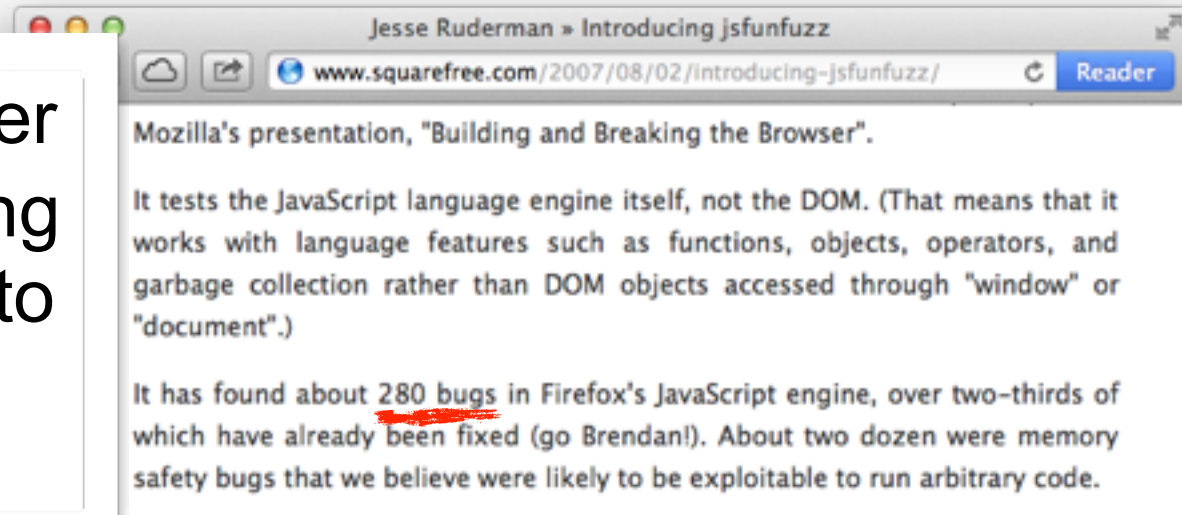 Jesse Ruderman » Introducing jsfunfuzz
www.squarefree.com/2007/08/02/introducing-jsfunfuzz/
Reader
er
ng
to
Mozilla's presentation, "Building and Breaking the Browser".
It tests the JavaScript language engine itself, not the DOM. (That means that it
works with language features such as functions, objects, operators, and
garbage collection rather than DOM objects accessed through "window" or
"document".)
It has found about 280 bugs in Firefox's JavaScript engine, over two-thirds of
which have already been fixed (go Brendan!). About two dozen were memory
safety bugs that we believe were likely to be exploitable to run arbitrary code.